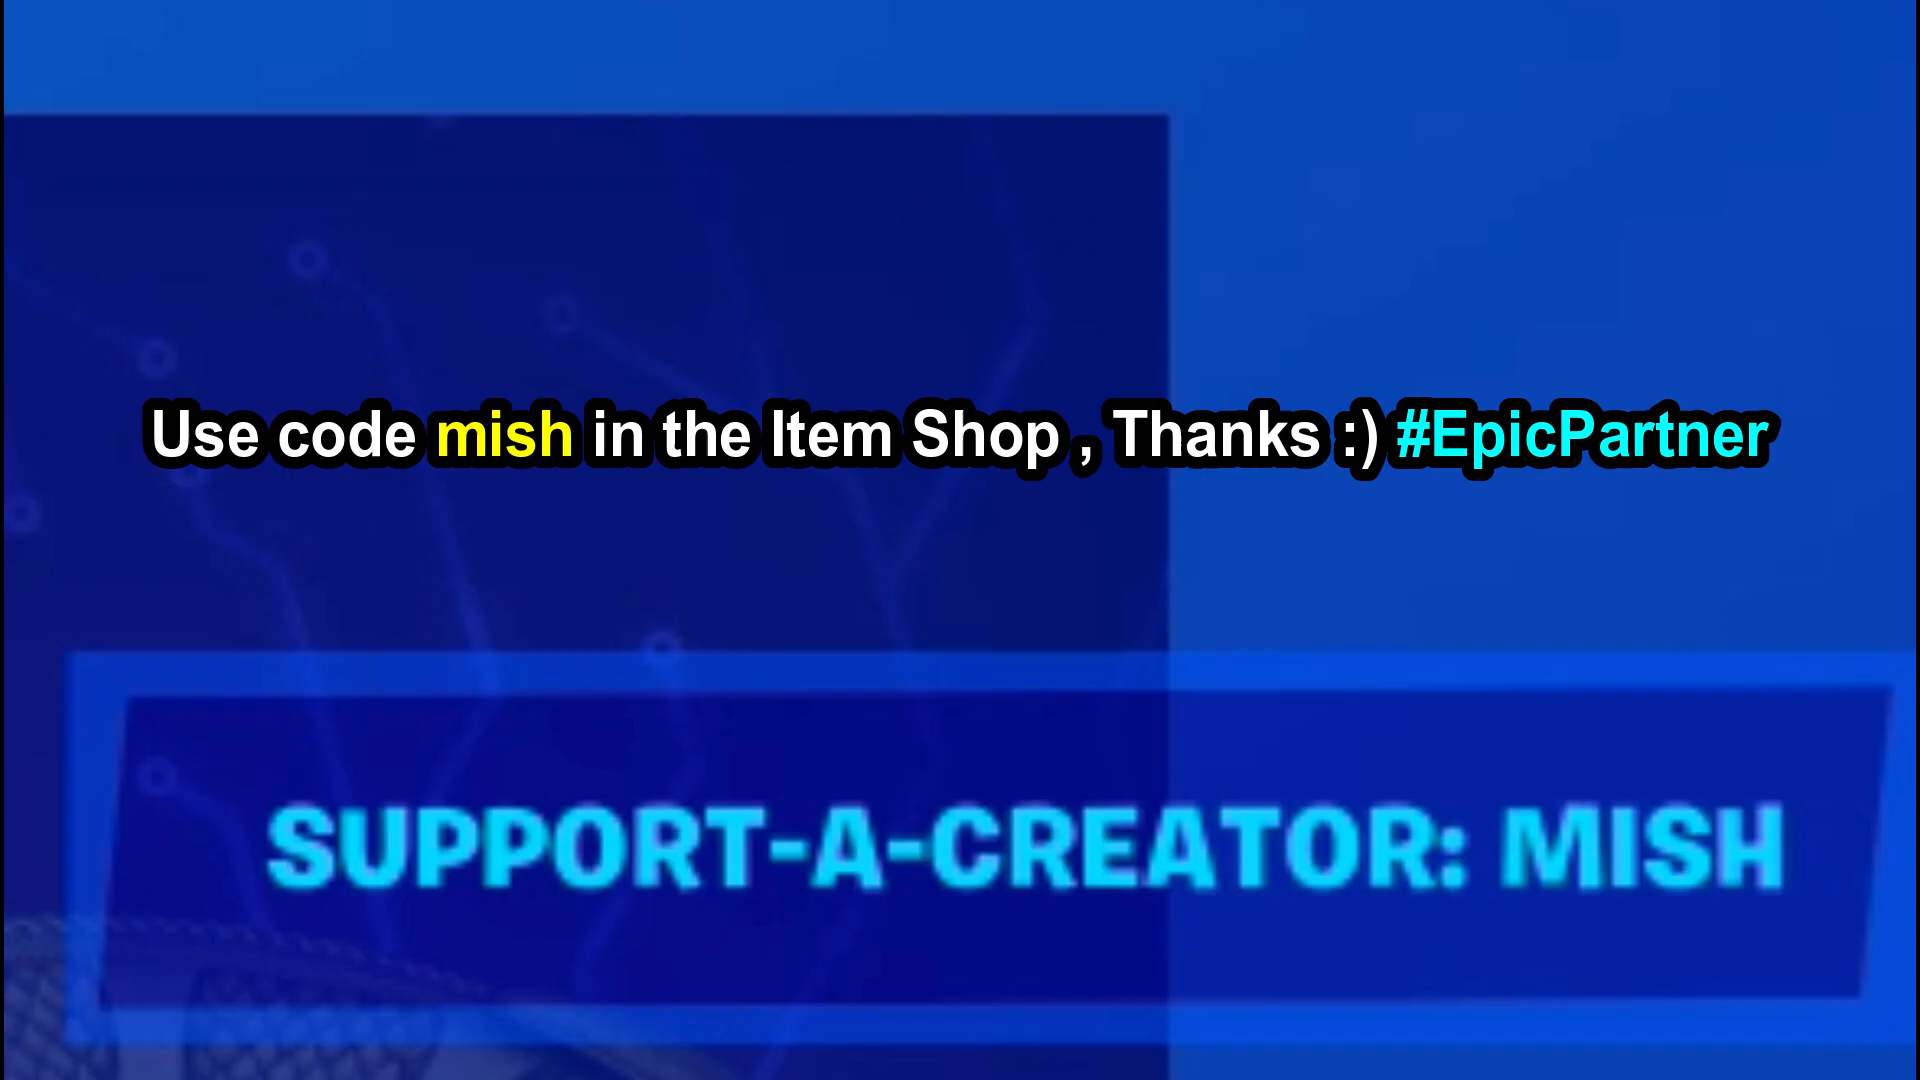 Use code mish in the Item Shop , Thanks :) #EpicPartner
SUPPORT-A-CREATOR: MISH